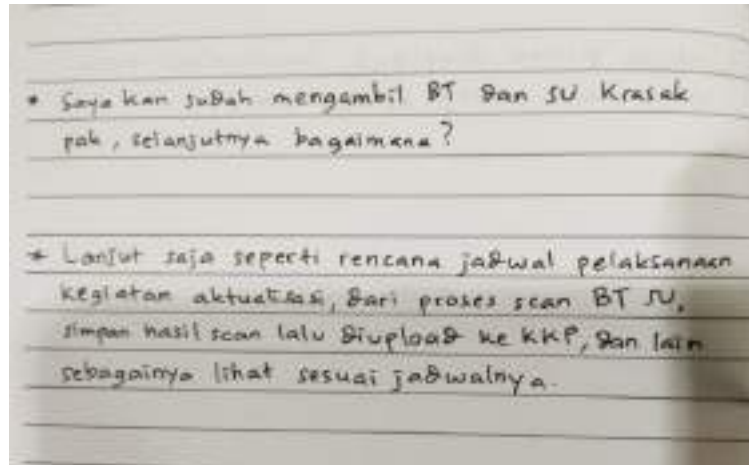 * Saya kan sudah mengambil BT dan SU Krasak
pak, selanjutnya bagaimana?
* Lanjut saja seperti rencana jadwal pelaksanaan
kegiatan aktualisasi, dari proses scan BT SU,
simpan hasil scan lalu diupload ke KKP, dan lain
sebagainya lihat sesuai jadwalnya.